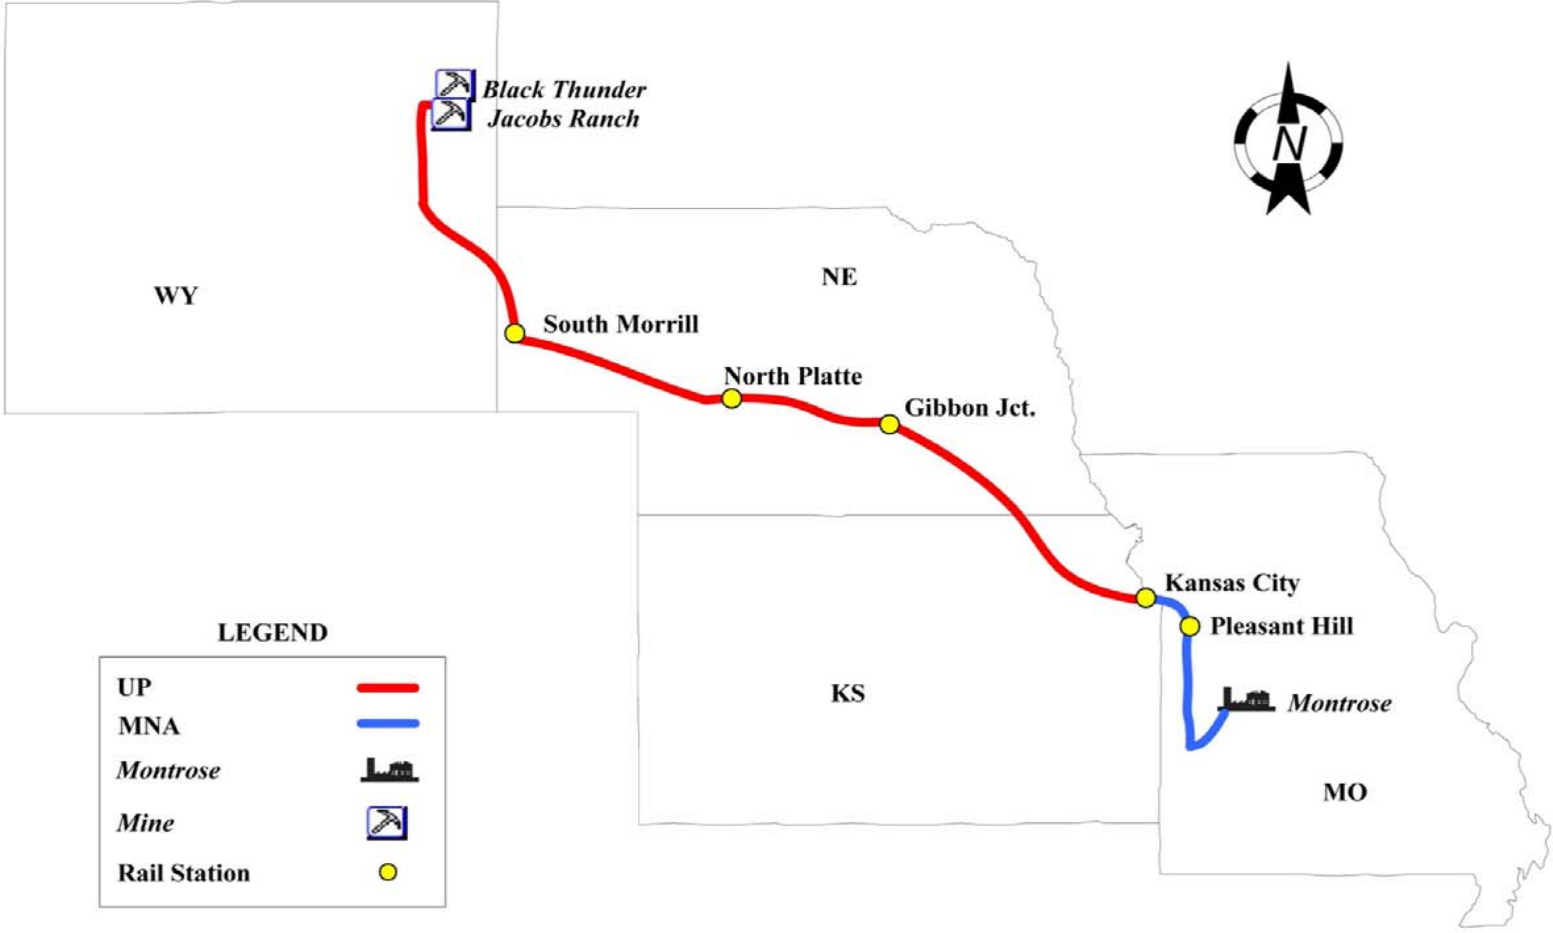 Black Thunder
Jacobs Ranch
N
NE
WY
South Morrill
North Platte
Gibbon Jct.
Kansas City
Pleasant Hill
KS
Montrose
MO
LEGEND
UP
MNA
Montrose
Mine
Rail Station